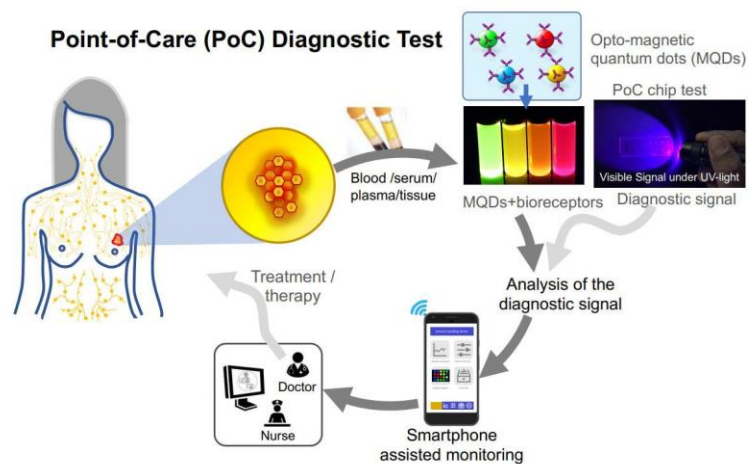 Point-of-Care (PoC) Diagnostic Test
Opto-magnetic
quantum dots (MQDs)
PoC chip test
Blood /serum/
plasma/tissue
Visible Signal under UV-light
MQDs+bioreceptors
Diagnostic signal
Treatment /
therapy
Analysis of the
diagnostic signal
Doctor
Nurse
Smartphone
assisted monitoring